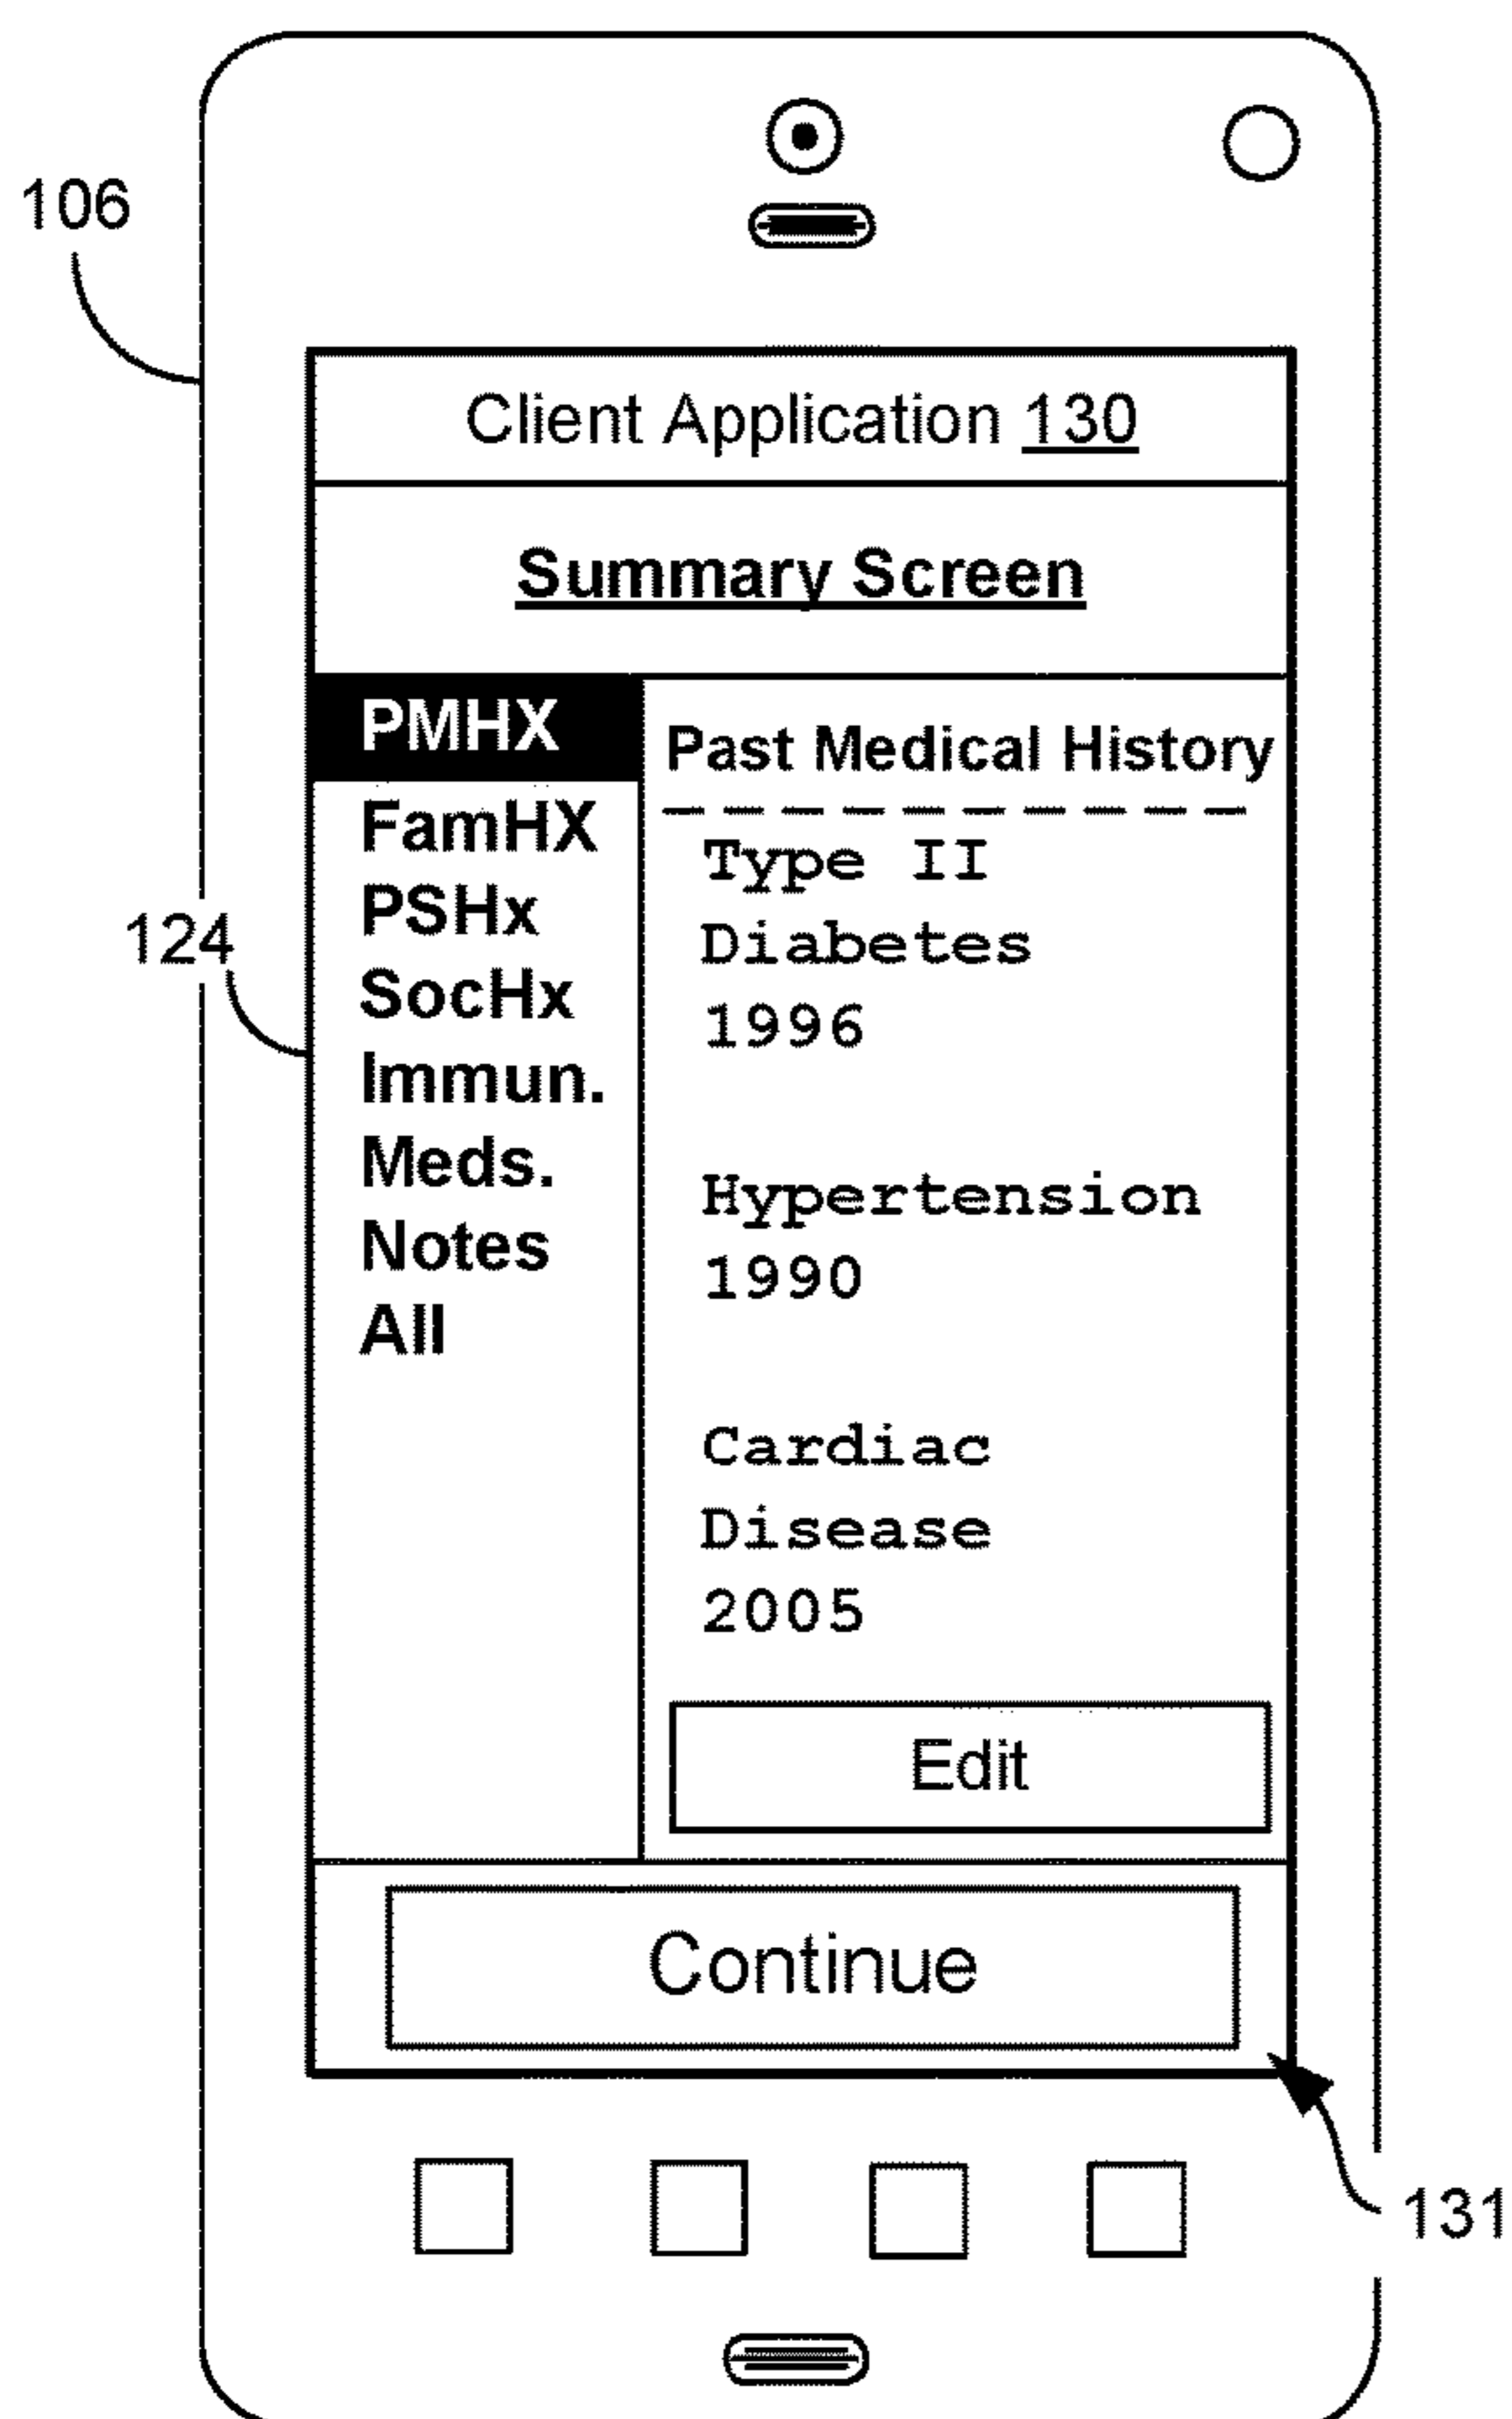 106
Client Application 130
Summary Screen
PMHX
FamHX
PSHx
SocHx
Immun.
Meds.
Notes
All
124
Past Medical History
Type II
Diabetes
1996
Hypertension
1990
Cardiac
Disease
2005
Edit
Continue
131